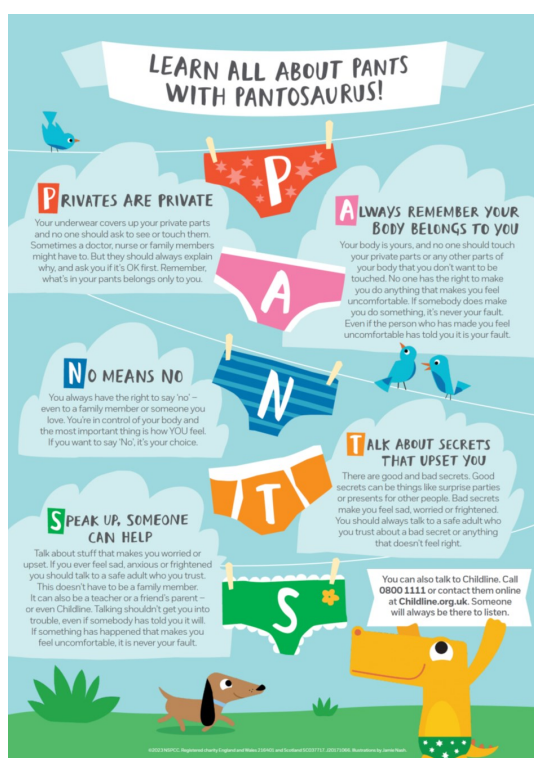 LEARN ALL ABOUT PANTS
WITH PANTOSAURUS!
P
PRIVATES ARE PRIVATE
Your underwear covers up your private parts
and no one should ask to see or touch them.
Sometimes a doctor, nurse or family members
might have to. But they should always explain
why, and ask you if it's OK first. Remember,
what's in your pants belongs only to you.
A
ALWAYS REMEMBER YOUR
BODY BELONGS TO YOU
Your body is yours, and no one should touch
your private parts or any other parts of
your body that you don't want to be
touched. No one has the right to make
you do anything that makes you feel
uncomfortable. If somebody does make
you do something, it's never your fault.
Even if the person who has made you feel
uncomfortable has told you it is your fault.
N
NO MEANS NO
You always have the right to say 'no' –
even to a family member or someone you
love. You're in control of your body and
the most important thing is how YOU feel.
If you want to say 'No', it's your choice.
T
TALK ABOUT SECRETS
THAT UPSET YOU
There are good and bad secrets. Good
secrets can be things like surprise parties
or presents for other people. Bad secrets
make you feel sad, worried or frightened.
You should always talk to a safe adult who
you trust about a bad secret or anything
that doesn't feel right.
S
SPEAK UP, SOMEONE
CAN HELP
Talk about stuff that makes you worried or
upset. If you ever feel sad, anxious or frightened
you should talk to a safe adult who you trust.
This doesn't have to be a family member.
It can also be a teacher or a friend's parent –
or even Childline. Talking shouldn't get you into
trouble, even if somebody has told you it will.
If something has happened that makes you
feel uncomfortable, it is never your fault.
You can also talk to Childline. Call
0800 1111 or contact them online
at Childline.org.uk. Someone
will always be there to listen.
©2023 NSPCC. Registered charity England and Wales 216401 and Scotland SC037717. Illustrations by Jamie Nash.